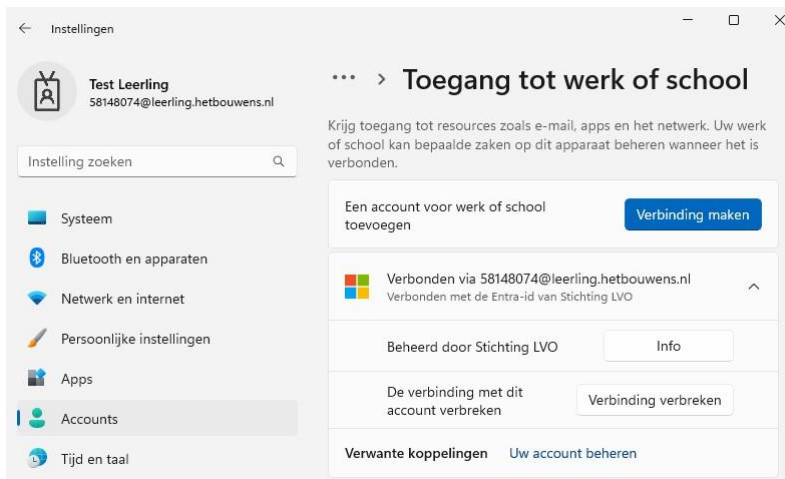 Instellingen
Test Leerling
58148074@leerling.hetbouwens.nl
Instelling zoeken
Systeem
Bluetooth en apparaten
Netwerk en internet
Persoonlijke instellingen
Apps
Accounts
Tijd en taal
··· > Toegang tot werk of school
Krijg toegang tot resources zoals e-mail, apps en het netwerk. Uw werk
of school kan bepaalde zaken op dit apparaat beheren wanneer het is
verbonden.
Een account voor werk of school
toevoegen
Verbinding maken
Verbonden via 58148074@leerling.hetbouwens.nl
Verbonden met de Entra-id van Stichting LVO
Beheerd door Stichting LVO
Info
De verbinding met dit
account verbreken
Verbinding verbreken
Verwante koppelingen Uw account beheren